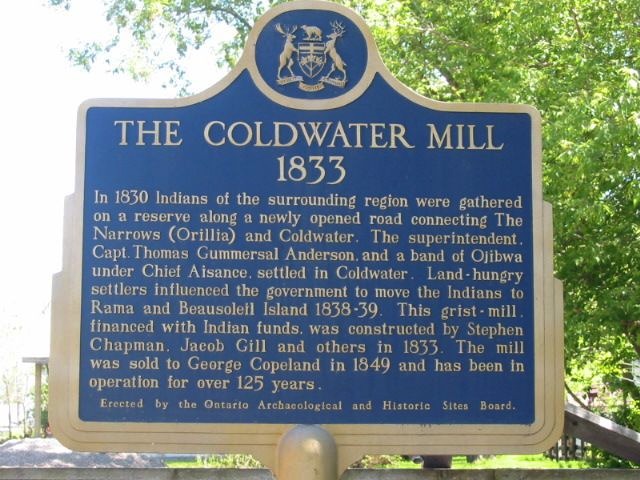 THE COLDWATER MILL
1833
In 1830 Indians of the surrounding region were gathered
on a reserve along a newly opened road connecting The
Narrows (Orillia) and Coldwater. The superintendent,
Capt. Thomas Gummersal Anderson, and a band of Ojibwa
under Chief Aisance, settled in Coldwater. Land-hungry
settlers influenced the government to move the Indians to
Rama and Beausoleil Island 1838-39. This grist-mill,
financed with Indian funds, was constructed by Stephen
Chapman, Jacob Gill and others in 1833. The mill
was sold to George Copeland in 1849 and has been in
operation for over 125 years.
Erected by the Ontario Archaeological and Historic Sites Board.